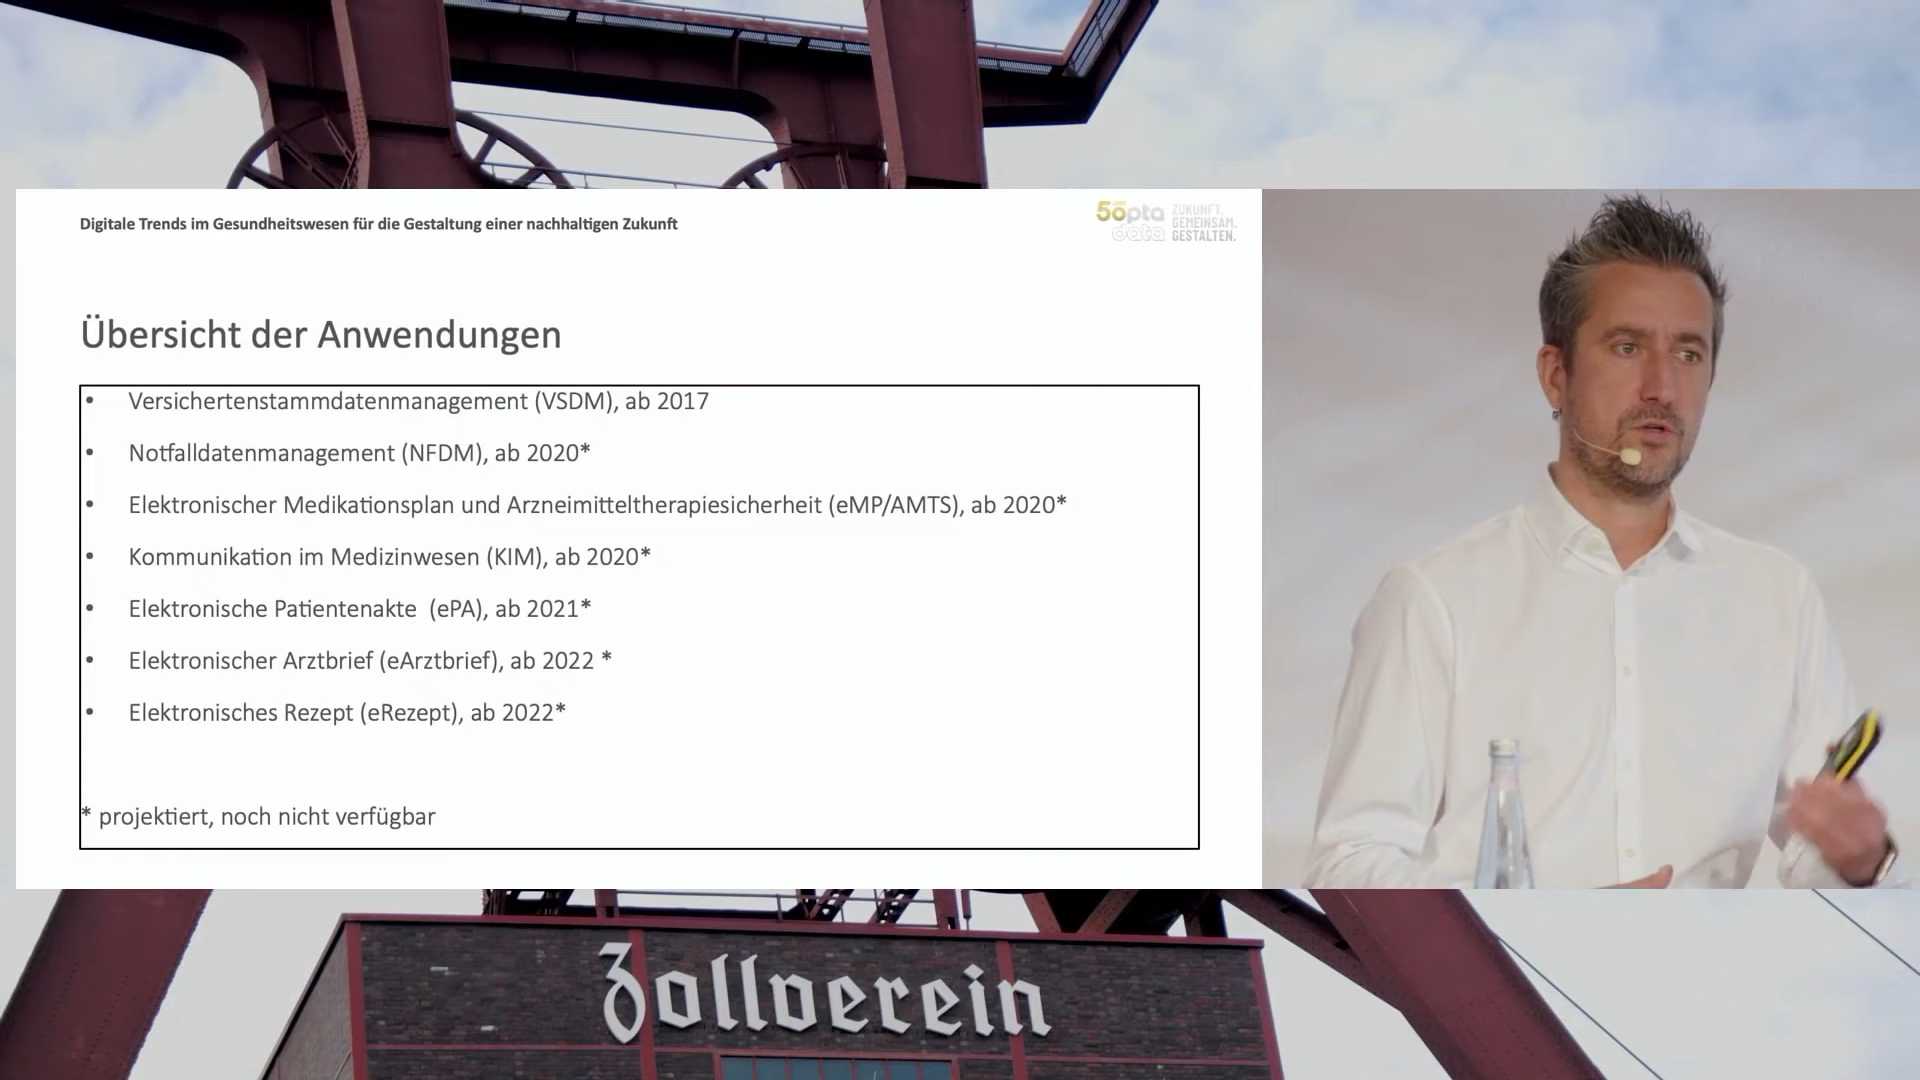 Digitale Trends im Gesundheitswesen für die Gestaltung einer nachhaltigen Zukunft
50 opta data
ZUKUNFT.
GEMEINSAM.
GESTALTEN.
Übersicht der Anwendungen
• Versichertenstammdatenmanagement (VSDM), ab 2017
• Notfalldatenmanagement (NFDM), ab 2020*
• Elektronischer Medikationsplan und Arzneimitteltherapiesicherheit (eMP/AMTS), ab 2020*
• Kommunikation im Medizinwesen (KIM), ab 2020*
• Elektronische Patientenakte  (ePA), ab 2021*
• Elektronischer Arztbrief (eArztbrief), ab 2022 *
• Elektronisches Rezept (eRezept), ab 2022*
* projektiert, noch nicht verfügbar
Zollverein